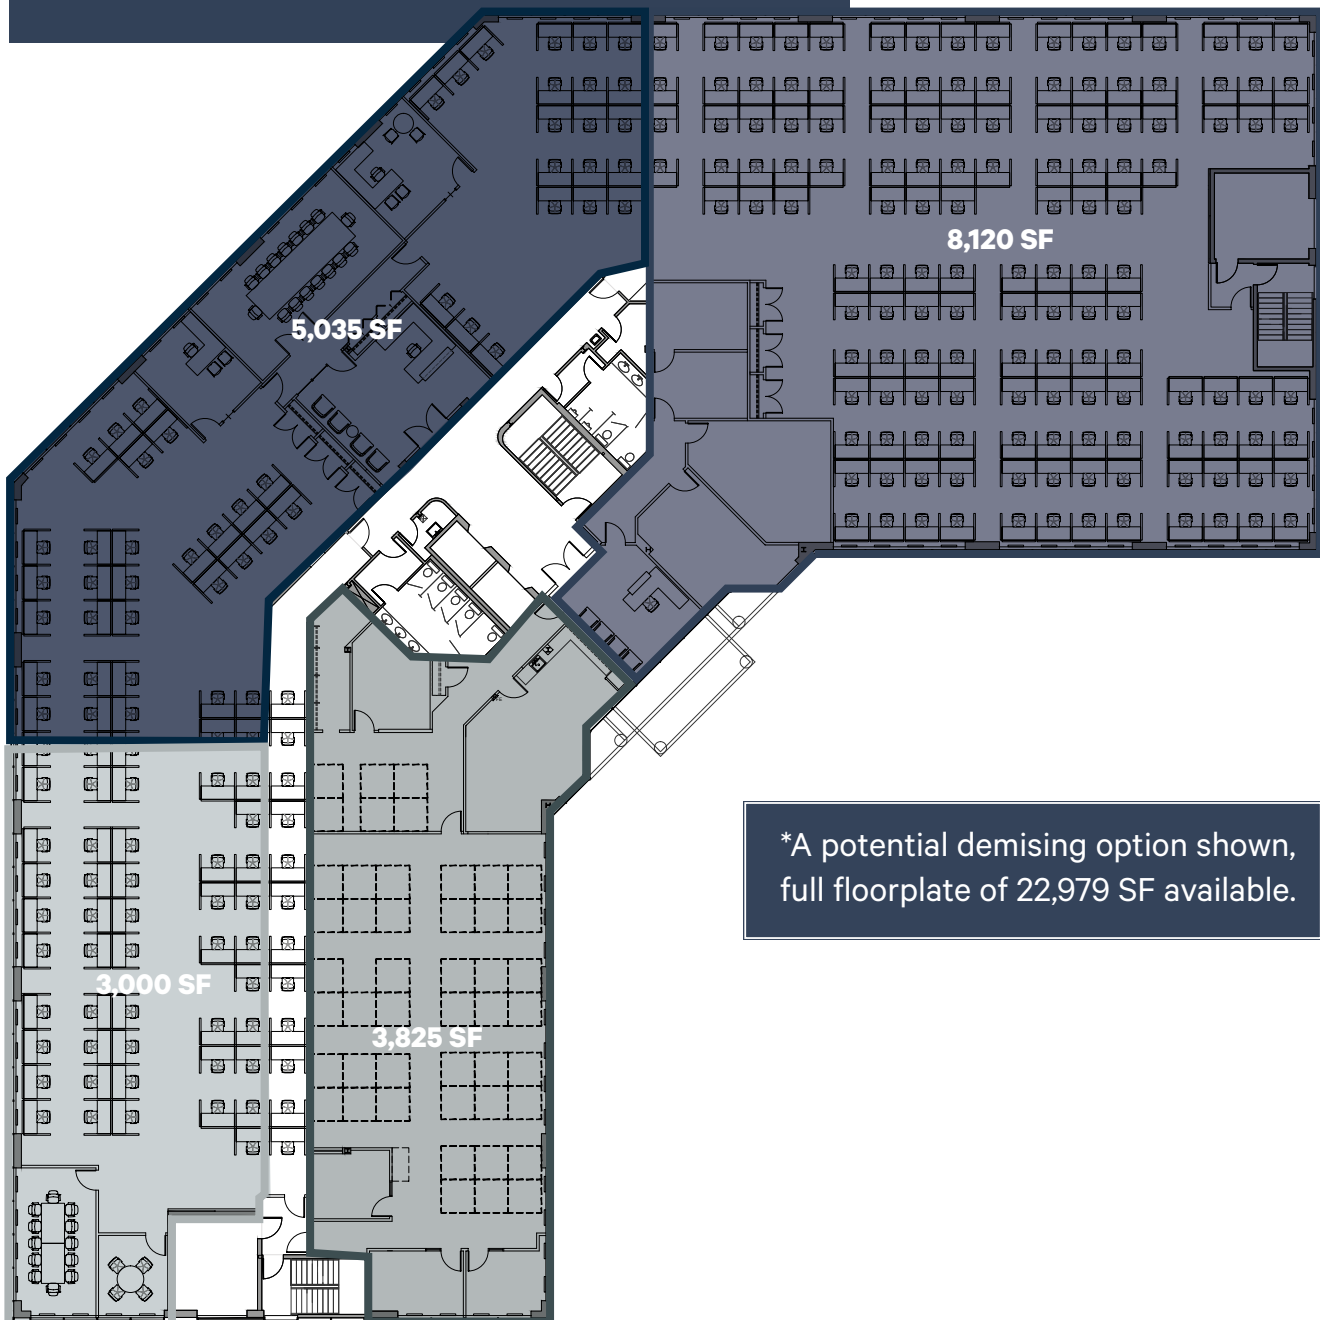 8,120 SF
5,035 SF
*A potential demising option shown,
full floorplate of 22,979 SF available.
3,000 SF
3,825 SF